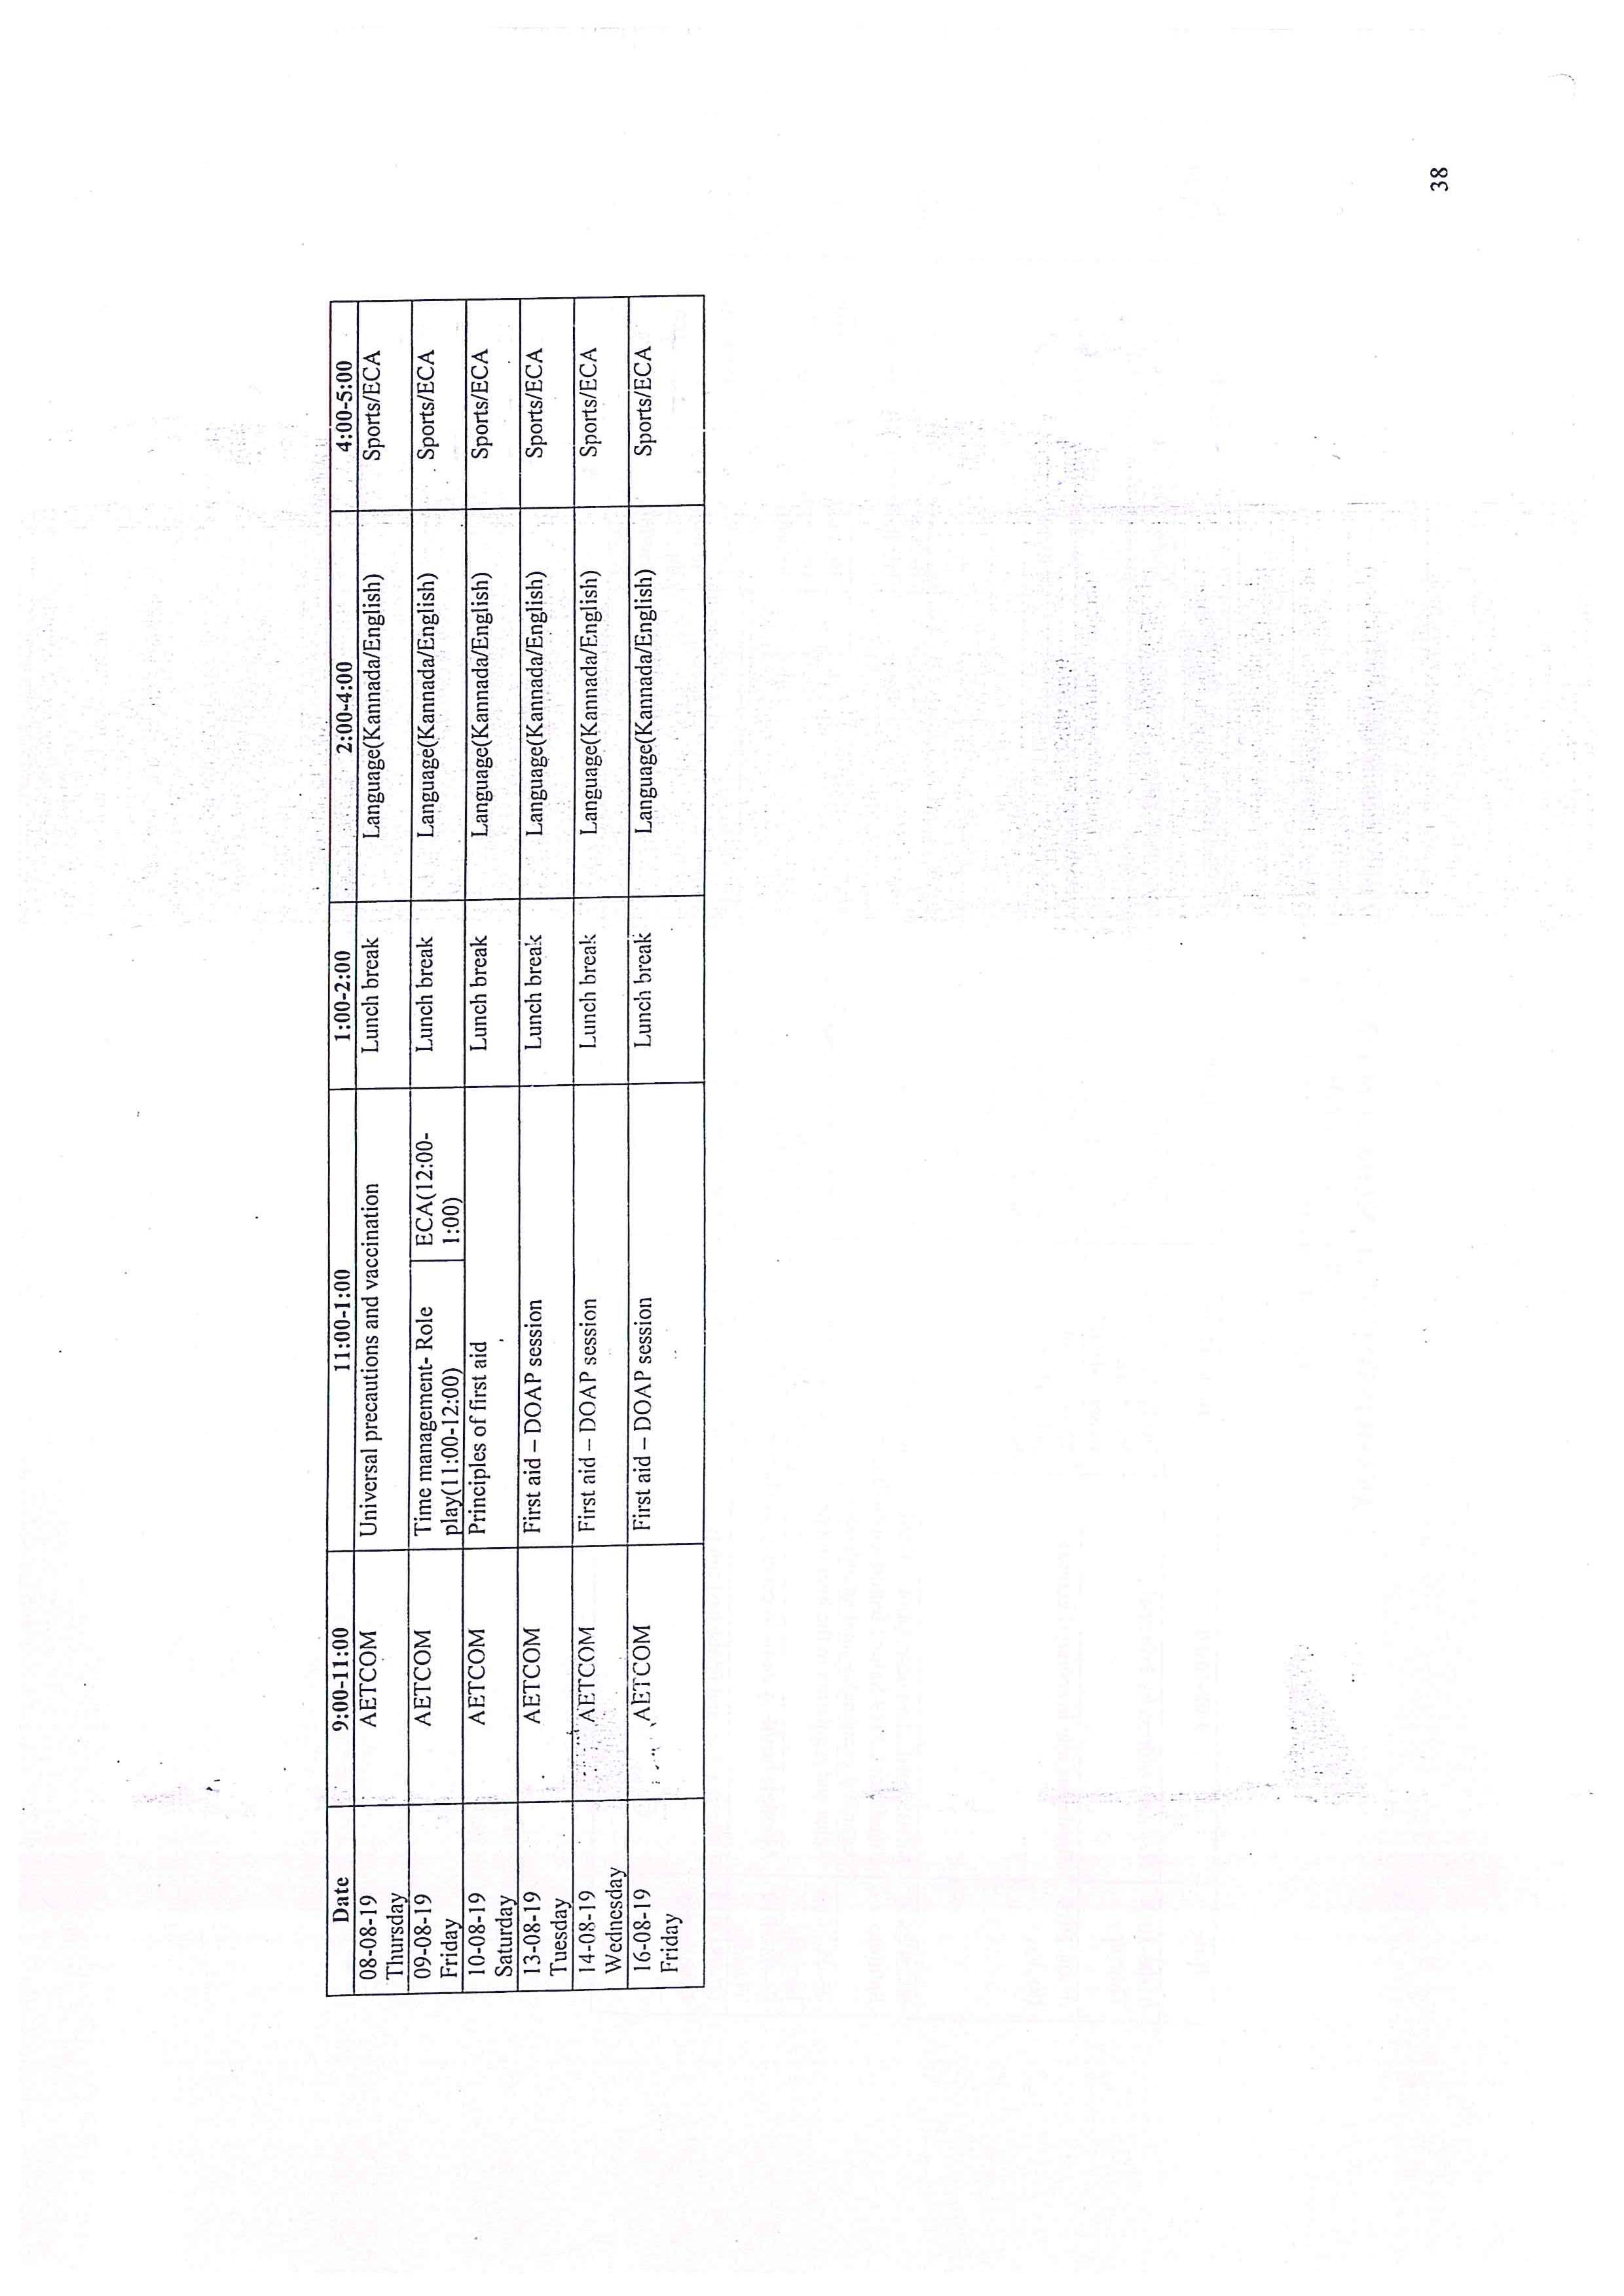 Date 9:00-11:00 11:00-1:00 1:00-2:00 2:00-4:00 4:00-5:00
08-08-19 AETCOM Universal precautions and vaccination Lunch break Language(Kannada/English) Sports/ECA
Thursday
09-08-19 AETCOM Time management- Role ECA(12:00- Lunch break Language(Kannada/English) Sports/ECA
Friday play(11:00-12:00) 1:00)
10-08-19 AETCOM Principles of first aid Lunch break Language(Kannada/English) Sports/ECA
Saturday
13-08-19 AETCOM First aid – DOAP session Lunch break Language(Kannada/English) Sports/ECA
Tuesday
14-08-19 AETCOM First aid – DOAP session Lunch break Language(Kannada/English) Sports/ECA
Wednesday
16-08-19 AETCOM First aid – DOAP session Lunch break Language(Kannada/English) Sports/ECA
Friday
38